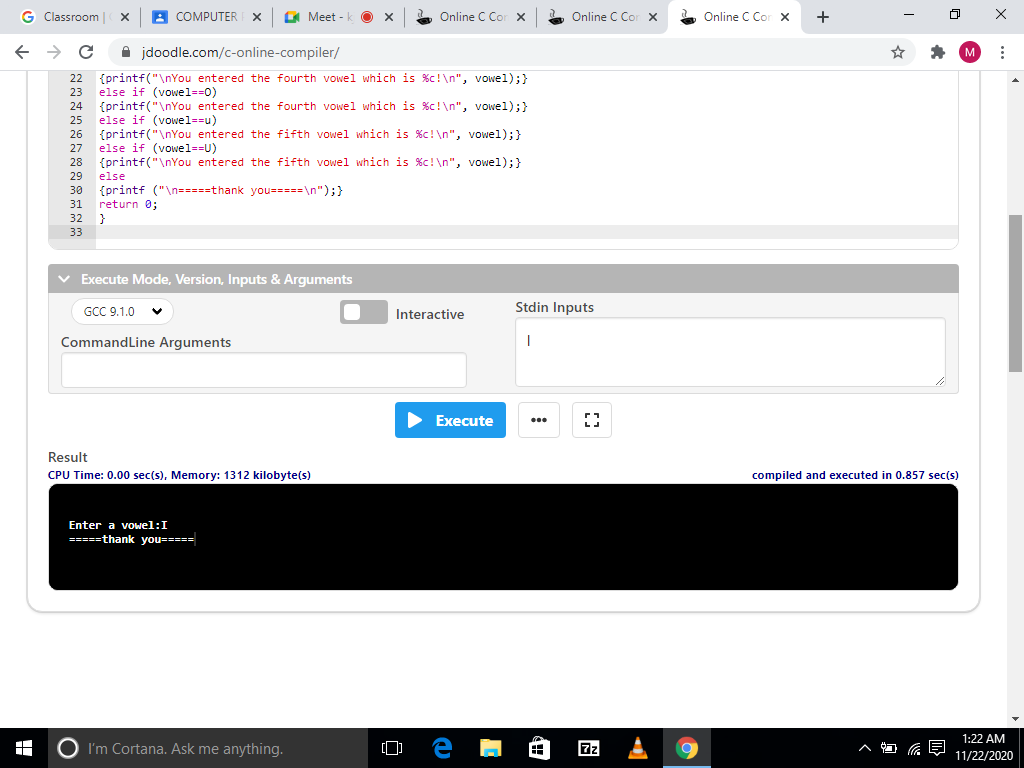 Classroom |
COMPUTER
Meet - k
Online C Cor
Online C Cor
Online C Cor
jdoodle.com/c-online-compiler/
M
22 {printf("\nYou entered the fourth vowel which is %c!\n", vowel);}
23 else if (vowel==O)
24 {printf("\nYou entered the fourth vowel which is %c!\n", vowel);}
25 else if (vowel==u)
26 {printf("\nYou entered the fifth vowel which is %c!\n", vowel);}
27 else if (vowel==U)
28 {printf("\nYou entered the fifth vowel which is %c!\n", vowel);}
29 else
30 {printf ("\n=====thank you=====\n");}
31 return 0;
32 }
33
Execute Mode, Version, Inputs & Arguments
GCC 9.1.0
Interactive
Stdin Inputs
CommandLine Arguments
I
Execute
Result
CPU Time: 0.00 sec(s), Memory: 1312 kilobyte(s)
compiled and executed in 0.857 sec(s)
Enter a vowel:I
=====thank you=====
I'm Cortana. Ask me anything.
7z
1:22 AM
11/22/2020